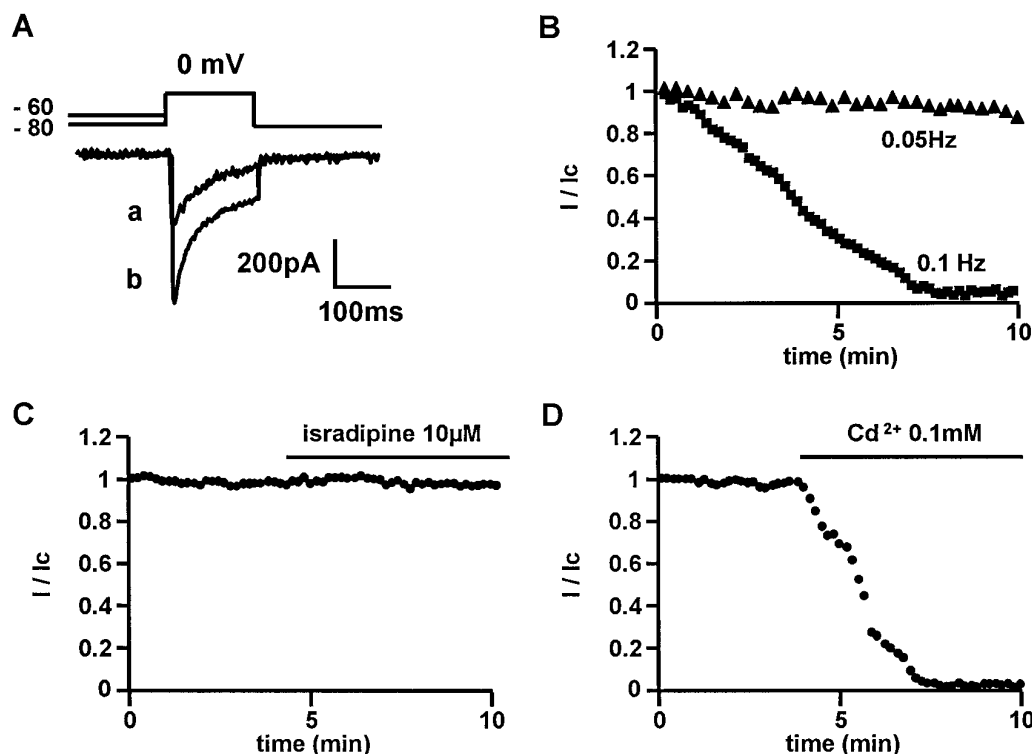 A
0 mV
- 60
- 80
a
b
200pA
100ms
B
1.2
1
0.8
0.6
0.4
0.2
0
I / Ic
0.05Hz
0.1 Hz
0
5
10
time (min)
C
isradipine 10µM
1.2
1
0.8
0.6
0.4
0.2
0
I / Ic
0
5
10
time (min)
D
Cd 2+ 0.1mM
1.2
1
0.8
0.6
0.4
0.2
0
I / Ic
0
5
10
time (min)